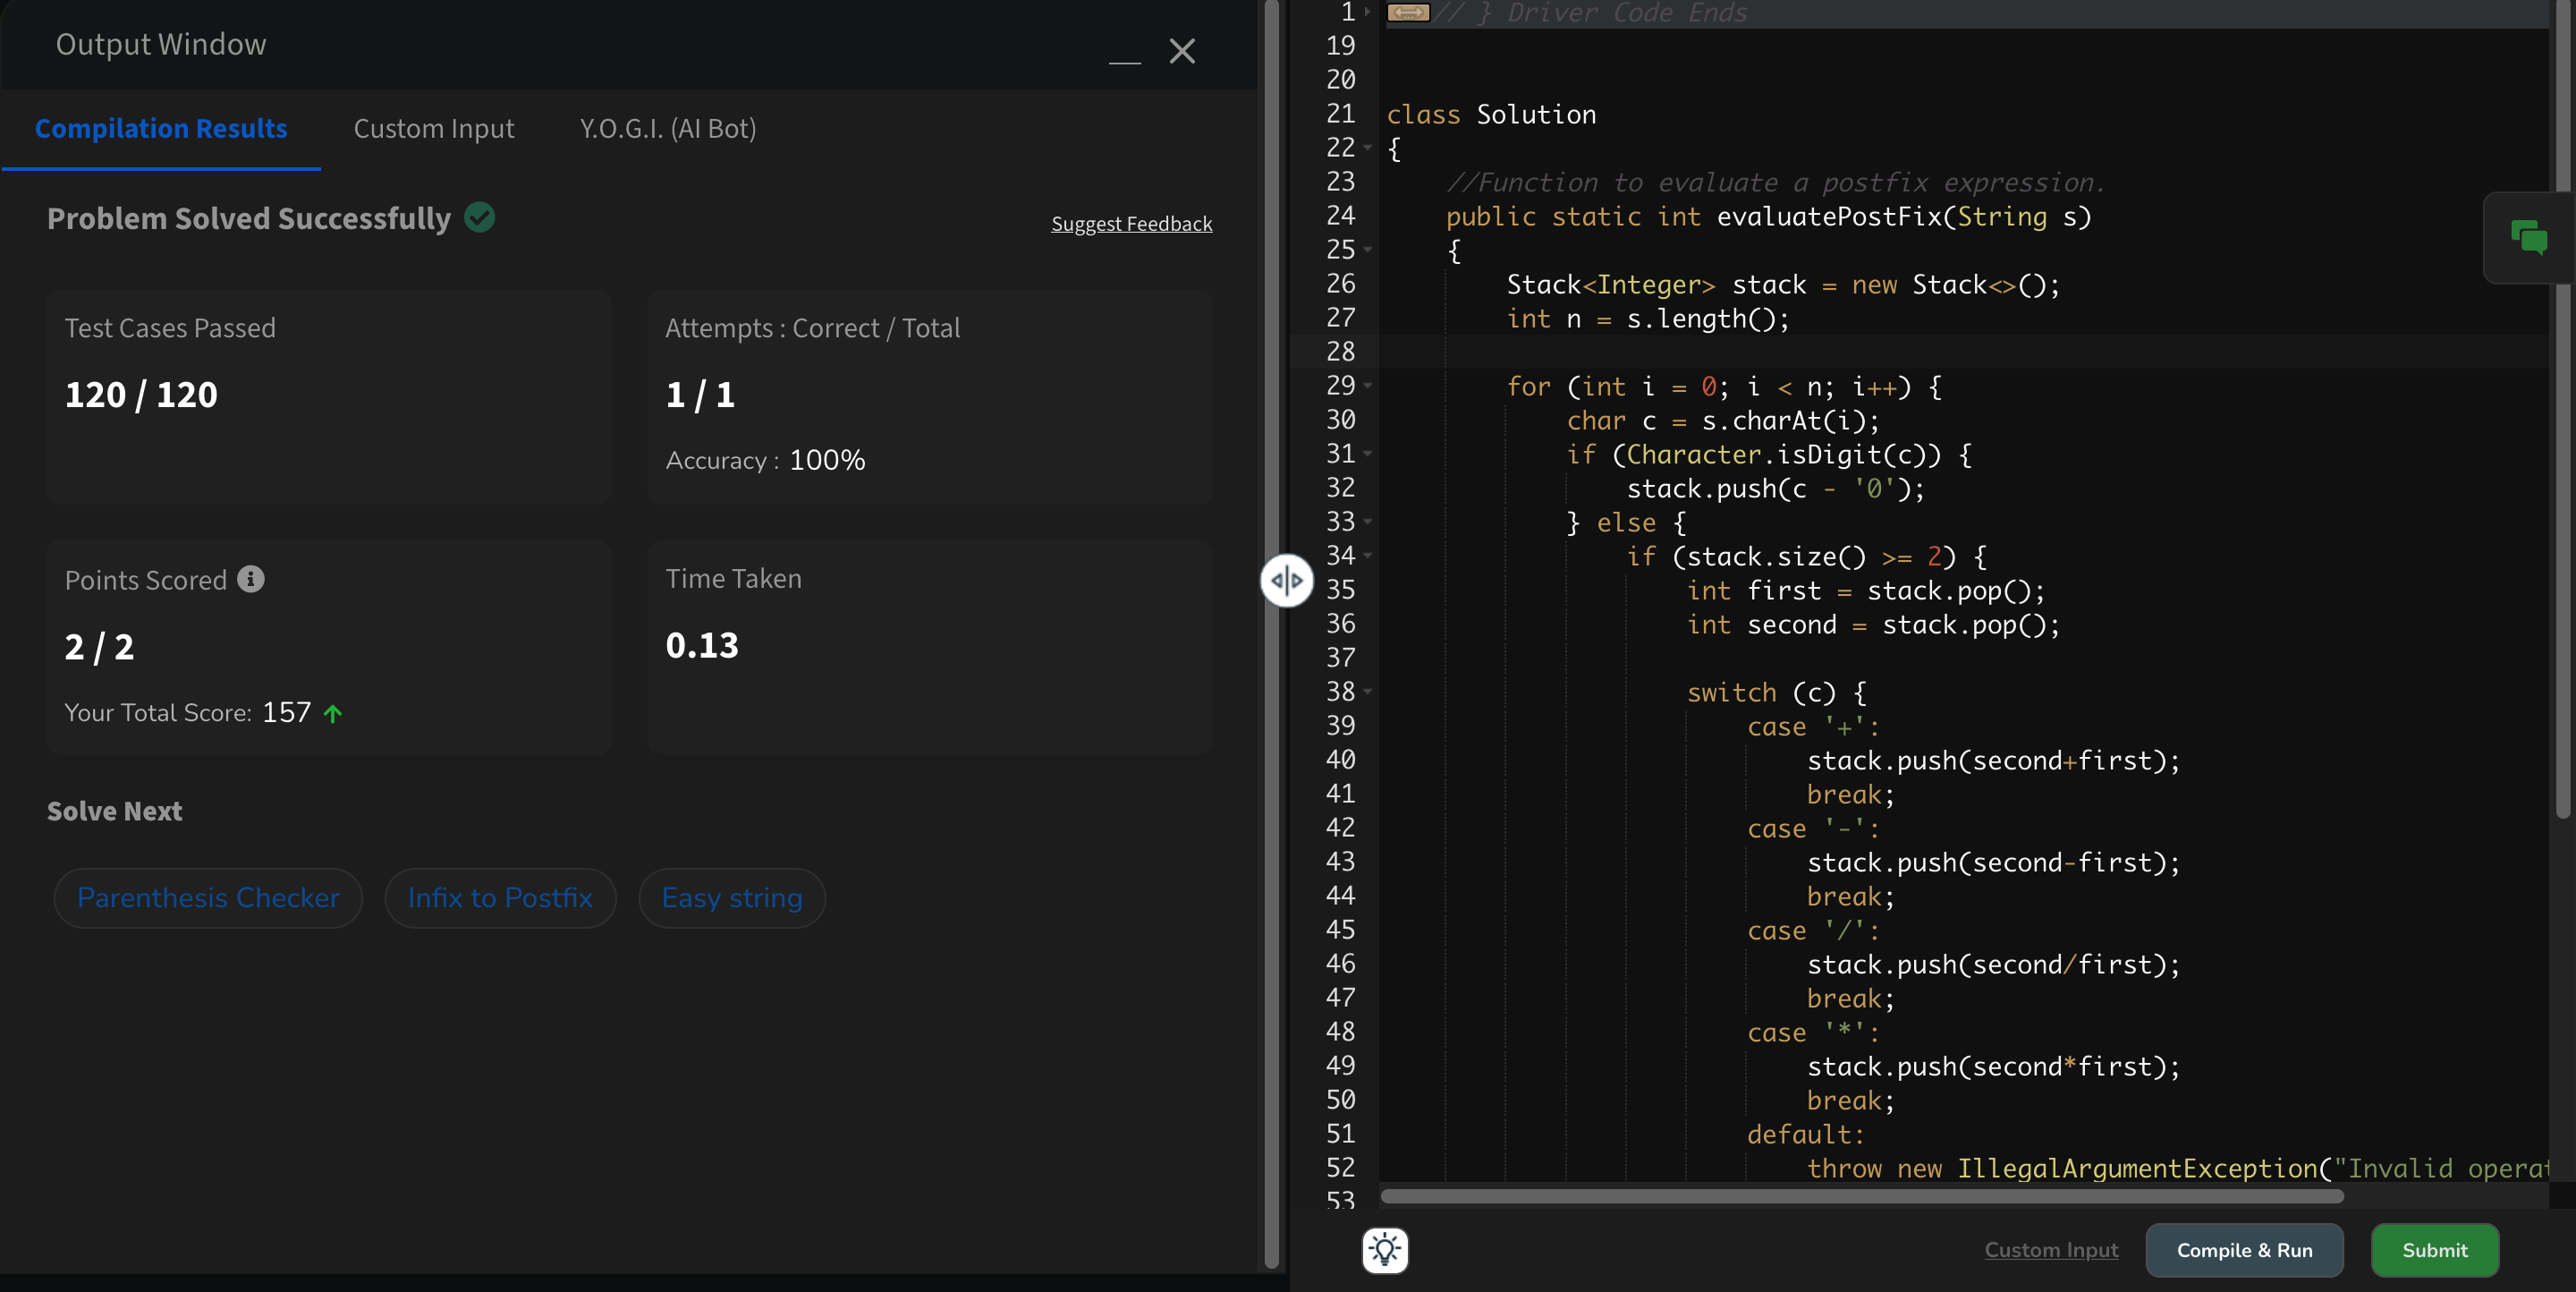 Output Window
Compilation Results
Custom Input
Y.O.G.I. (AI Bot)
Problem Solved Successfully
Suggest Feedback
Test Cases Passed
120 / 120
Attempts : Correct / Total
1 / 1
Accuracy : 100%
Points Scored
2 / 2
Your Total Score: 157
Time Taken
0.13
Solve Next
Parenthesis Checker
Infix to Postfix
Easy string
1 // } Driver Code Ends
19
20
21 class Solution
22 {
23 //Function to evaluate a postfix expression.
24 public static int evaluatePostFix(String s)
25 {
26 Stack<Integer> stack = new Stack<>();
27 int n = s.length();
28
29 for (int i = 0; i < n; i++) {
30 char c = s.charAt(i);
31 if (Character.isDigit(c)) {
32 stack.push(c - '0');
33 } else {
34 if (stack.size() >= 2) {
35 int first = stack.pop();
36 int second = stack.pop();
37
38 switch (c) {
39 case '+':
40 stack.push(second+first);
41 break;
42 case '-':
43 stack.push(second-first);
44 break;
45 case '/':
46 stack.push(second/first);
47 break;
48 case '*':
49 stack.push(second*first);
50 break;
51 default:
52 throw new IllegalArgumentException("Invalid operat
53
Custom Input
Compile & Run
Submit